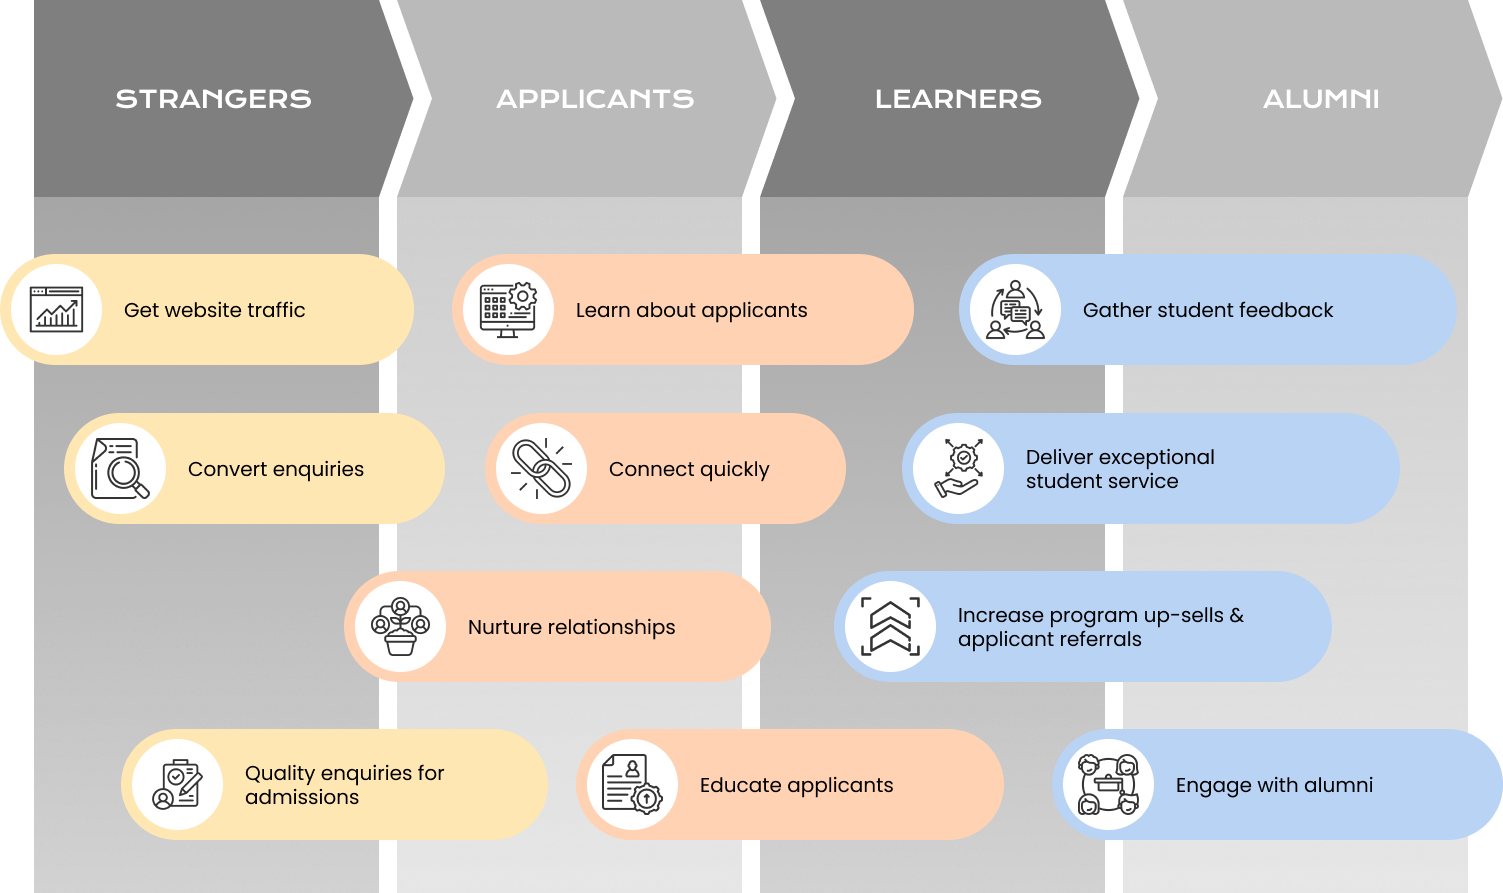 STRANGERS
APPLICANTS
LEARNERS
ALUMNI
Get website traffic
Learn about applicants
Gather student feedback
Convert enquiries
Connect quickly
Deliver exceptional
student service
Nurture relationships
Increase program up-sells &
applicant referrals
Quality enquiries for
admissions
Educate applicants
Engage with alumni